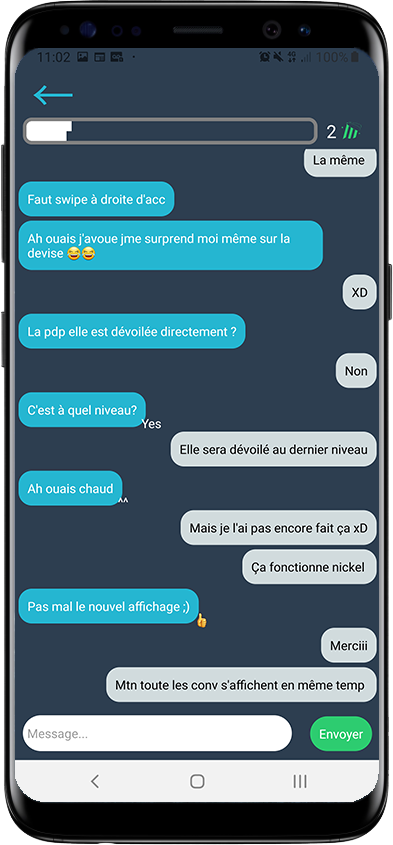 11:02
100%
2
La même
Faut swipe à droite d'acc
Ah ouais j'avoue jme surprend moi même sur la
devise 😂😂
XD
La pdp elle est dévoilée directement ?
Non
C'est à quel niveau?
Yes
Elle sera dévoilé au dernier niveau
Ah ouais chaud
^^
Mais je l'ai pas encore fait ça xD
Ça fonctionne nickel
Pas mal le nouvel affichage ;)
👍
Merciii
Mtn toute les conv s'affichent en même temp
Message...
Envoyer